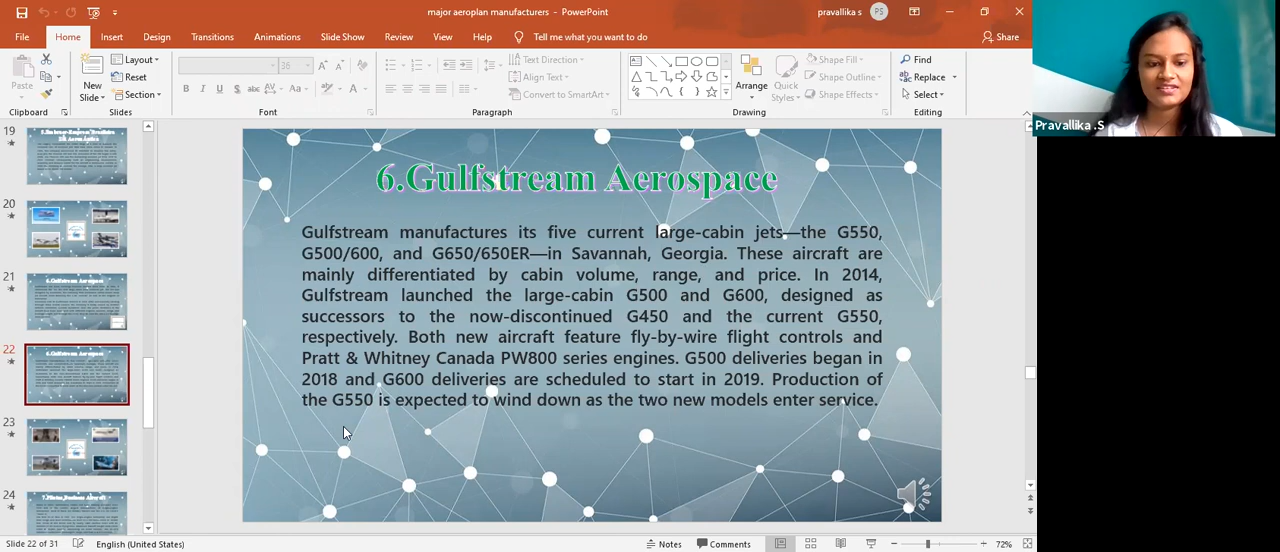 major aeroplan manufacturers - PowerPoint
pravallika s
PS
File
Home
Insert
Design
Transitions
Animations
Slide Show
Review
View
Help
Tell me what you want to do
Share
Paste
Clipboard
New
Slide
Layout
Reset
Section
Slides
36
B I U S abc AV Aa A
Font
Text Direction
Align Text
Convert to SmartArt
Paragraph
Arrange
Quick
Styles
Shape Fill
Shape Outline
Shape Effects
Drawing
Find
Replace
Select
Editing
Pravallika .S
19
20
21
6.Gulfstream Aerospace
22
6.Gulfstream Aerospace
23
24
6.Gulfstream Aerospace
Gulfstream manufactures its five current large-cabin jets—the G550,
G500/600, and G650/650ER—in Savannah, Georgia. These aircraft are
mainly differentiated by cabin volume, range, and price. In 2014,
Gulfstream launched the large-cabin G500 and G600, designed as
successors to the now-discontinued G450 and the current G550,
respectively. Both new aircraft feature fly-by-wire flight controls and
Pratt & Whitney Canada PW800 series engines. G500 deliveries began in
2018 and G600 deliveries are scheduled to start in 2019. Production of
the G550 is expected to wind down as the two new models enter service.
Slide 22 of 31
English (United States)
Notes
Comments
72%